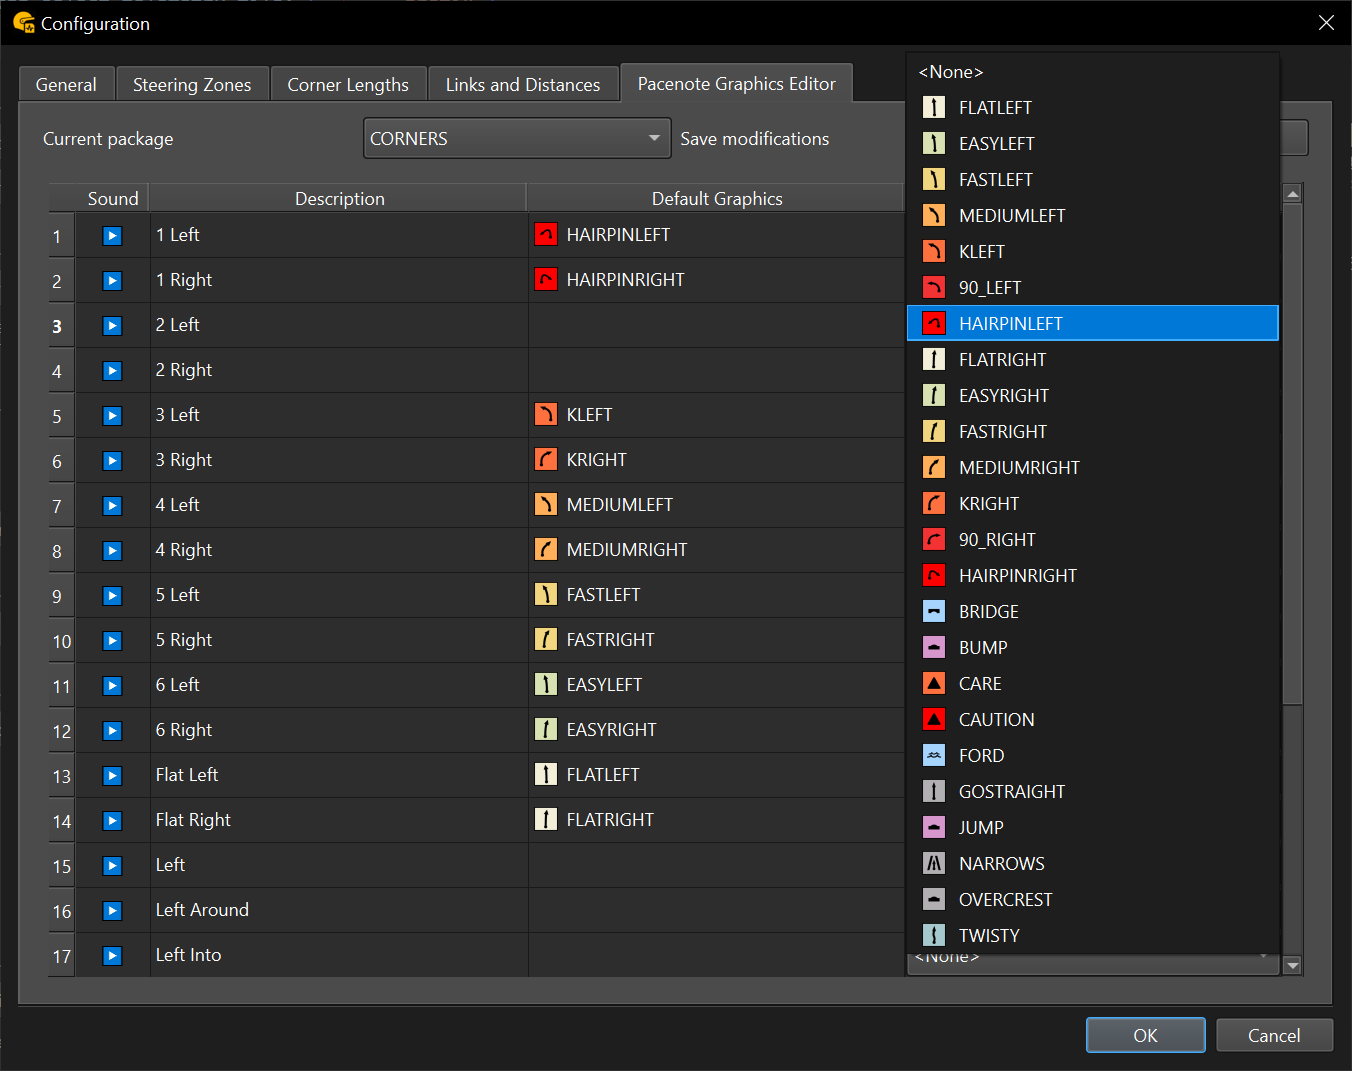 Configuration
General
Steering Zones
Corner Lengths
Links and Distances
Pacenote Graphics Editor
Current package
CORNERS
Save modifications
Sound
Description
Default Graphics
1
1 Left
HAIRPINLEFT
2
1 Right
HAIRPINRIGHT
3
2 Left
4
2 Right
5
3 Left
KLEFT
6
3 Right
KRIGHT
7
4 Left
MEDIUMLEFT
8
4 Right
MEDIUMRIGHT
9
5 Left
FASTLEFT
10
5 Right
FASTRIGHT
11
6 Left
EASYLEFT
12
6 Right
EASYRIGHT
13
Flat Left
FLATLEFT
14
Flat Right
FLATRIGHT
15
Left
16
Left Around
17
Left Into
<None>
FLATLEFT
EASYLEFT
FASTLEFT
MEDIUMLEFT
KLEFT
90_LEFT
HAIRPINLEFT
FLATRIGHT
EASYRIGHT
FASTRIGHT
MEDIUMRIGHT
KRIGHT
90_RIGHT
HAIRPINRIGHT
BRIDGE
BUMP
CARE
CAUTION
FORD
GOSTRAIGHT
JUMP
NARROWS
OVERCREST
TWISTY
<None>
OK
Cancel